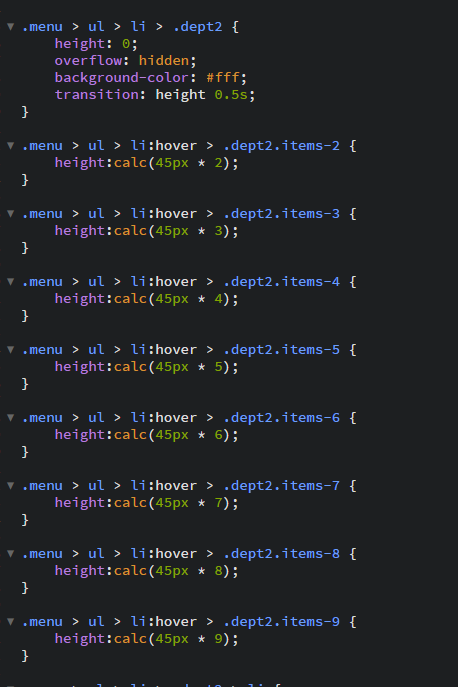 .menu > ul > li > .dept2 {
height: 0;
overflow: hidden;
background-color: #fff;
transition: height 0.5s;
}
.menu > ul > li:hover > .dept2.items-2 {
height:calc(45px * 2);
}
.menu > ul > li:hover > .dept2.items-3 {
height:calc(45px * 3);
}
.menu > ul > li:hover > .dept2.items-4 {
height:calc(45px * 4);
}
.menu > ul > li:hover > .dept2.items-5 {
height:calc(45px * 5);
}
.menu > ul > li:hover > .dept2.items-6 {
height:calc(45px * 6);
}
.menu > ul > li:hover > .dept2.items-7 {
height:calc(45px * 7);
}
.menu > ul > li:hover > .dept2.items-8 {
height:calc(45px * 8);
}
.menu > ul > li:hover > .dept2.items-9 {
height:calc(45px * 9);
}